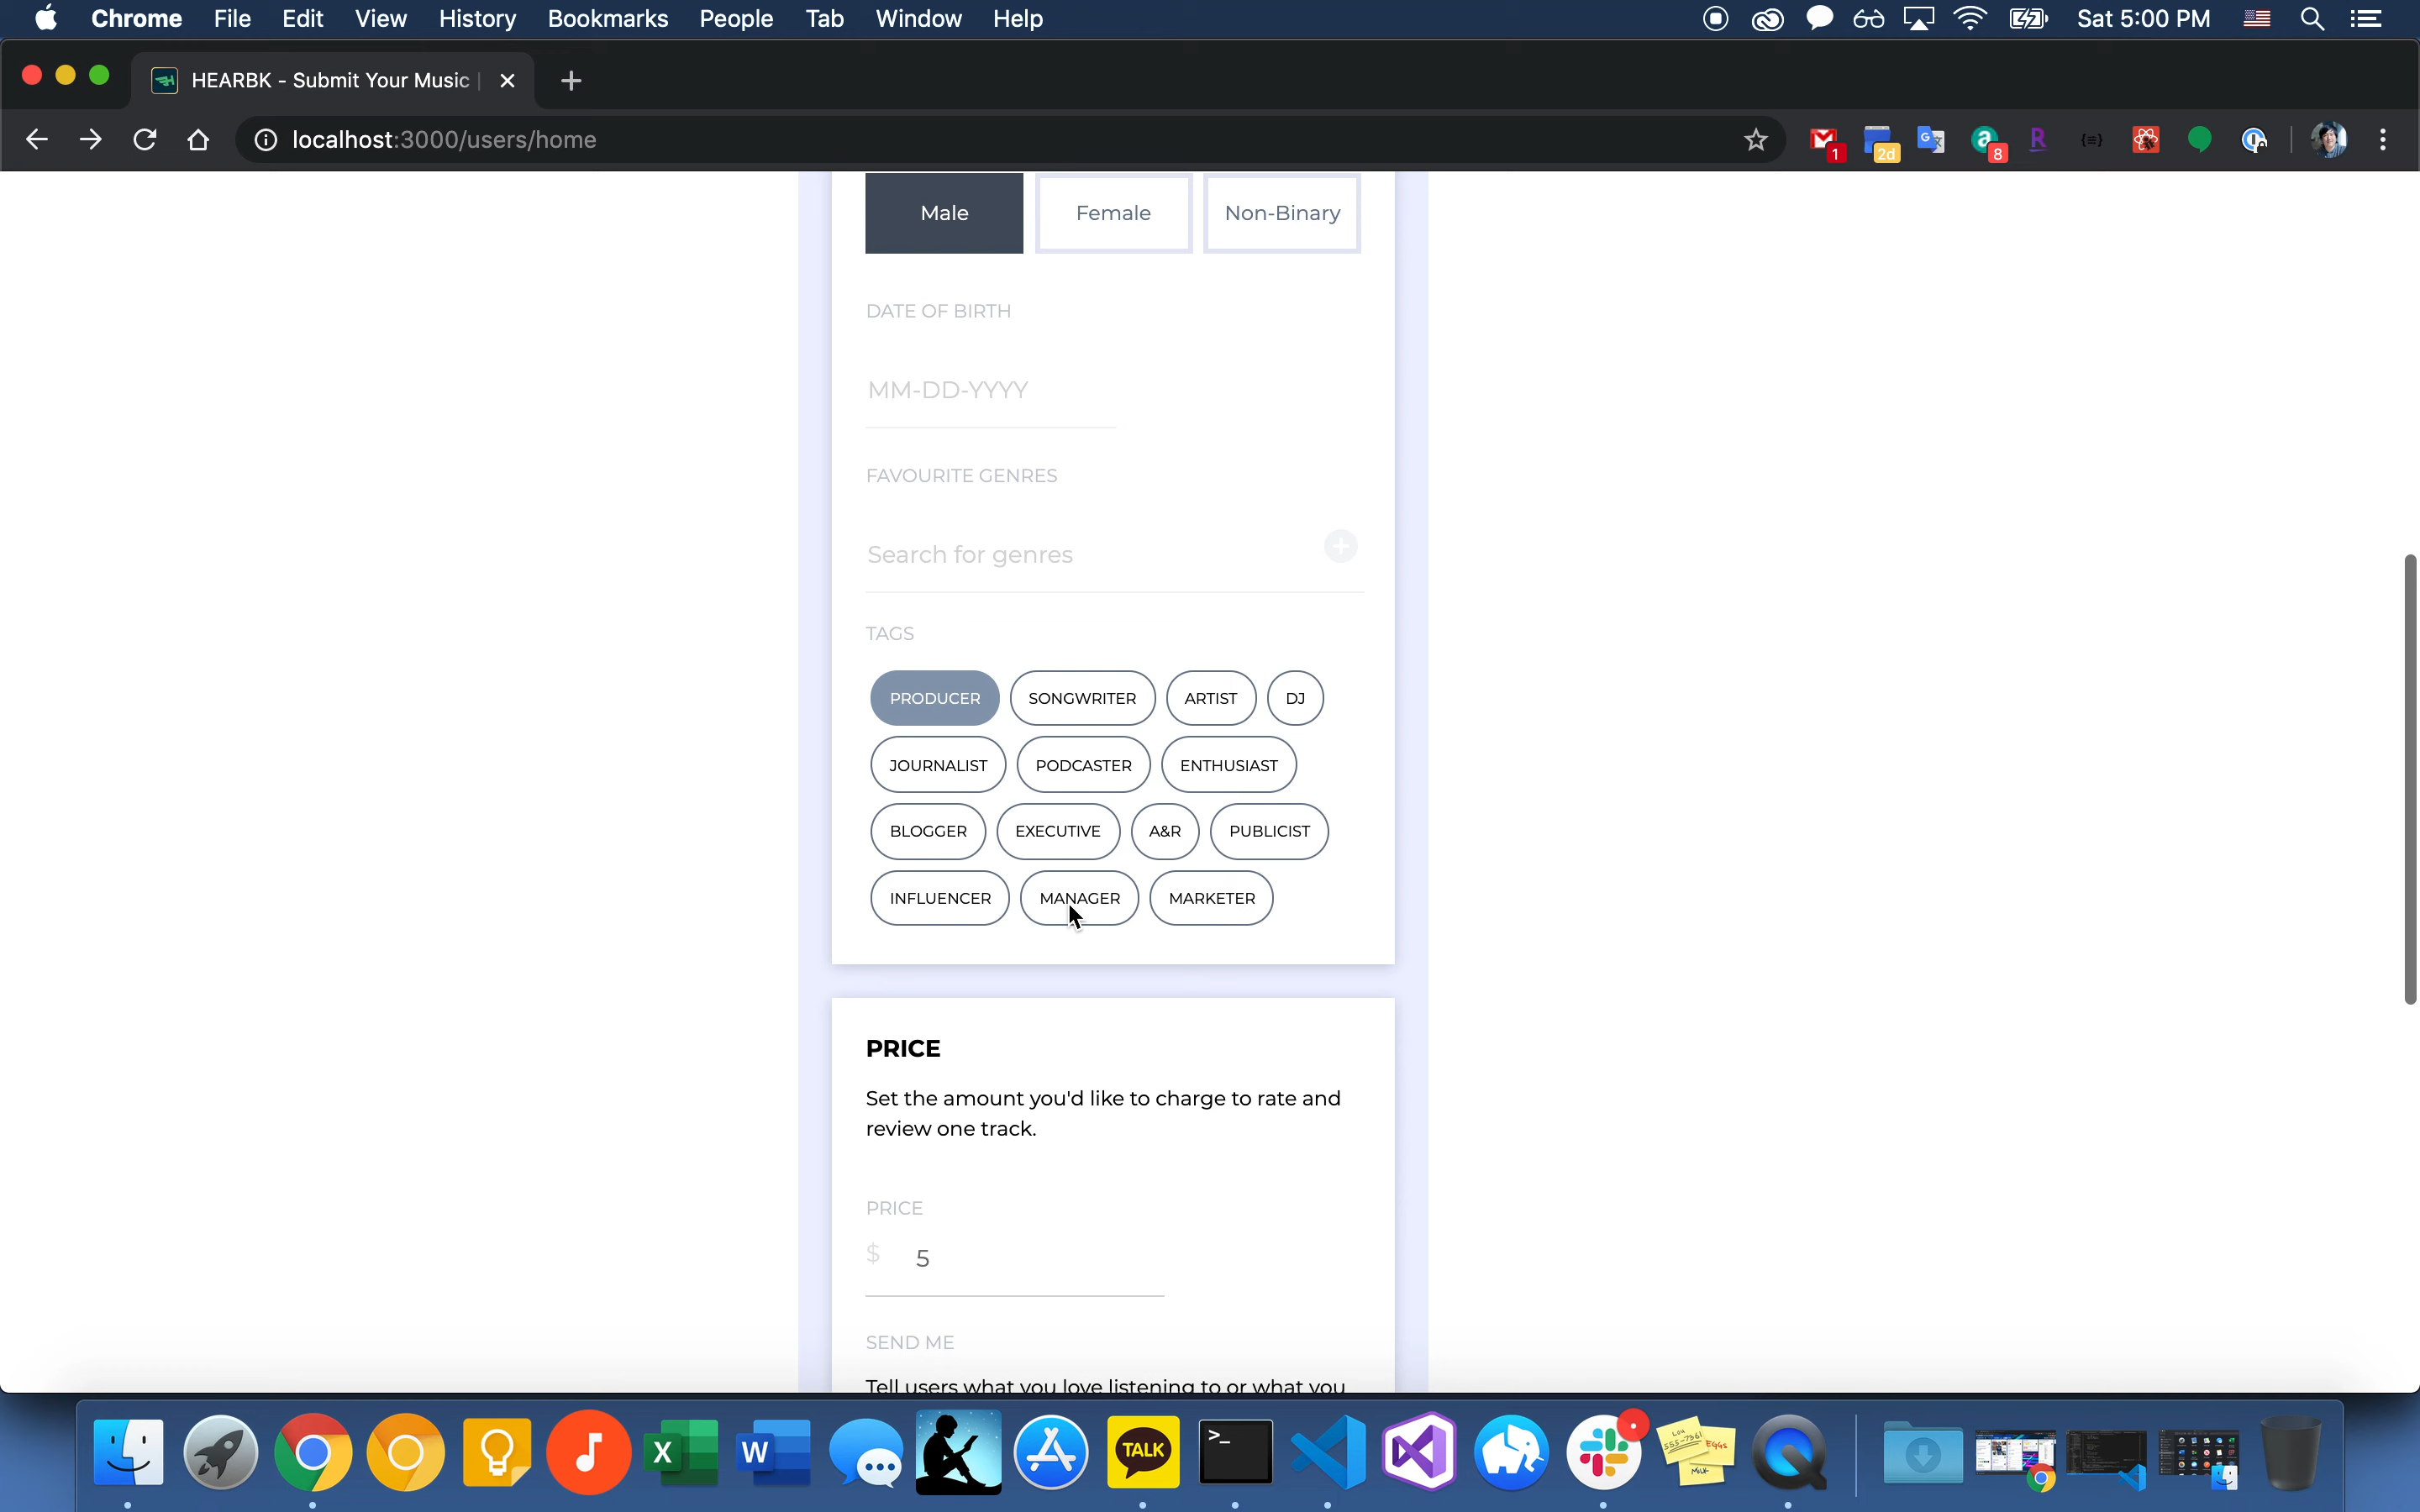 Chrome File Edit View History Bookmarks People Tab Window Help Sat 5:00 PM
HEARBK - Submit Your Music |
localhost:3000/users/home
1 2d 8
Male Female Non-Binary
DATE OF BIRTH
MM-DD-YYYY
FAVOURITE GENRES
Search for genres
TAGS
PRODUCER SONGWRITER ARTIST DJ
JOURNALIST PODCASTER ENTHUSIAST
BLOGGER EXECUTIVE A&R PUBLICIST
INFLUENCER MANAGER MARKETER
PRICE
Set the amount you'd like to charge to rate and
review one track.
PRICE
$ 5
SEND ME
Tell users what you love listening to or what you
TALK